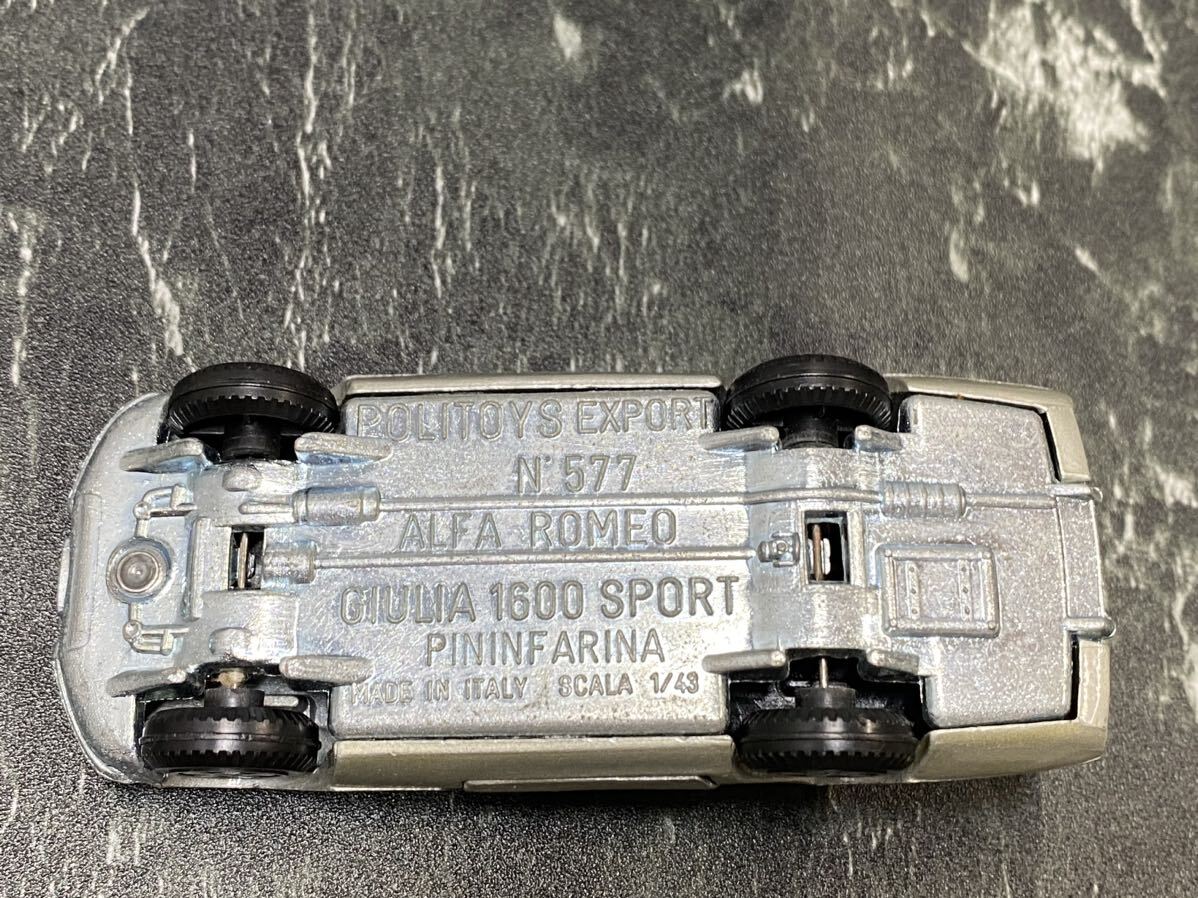 POLITOYS EXPORT
N° 577
ALFA ROMEO
GIULIA 1600 SPORT
PININFARINA
MADE IN ITALY SCALA 1/43